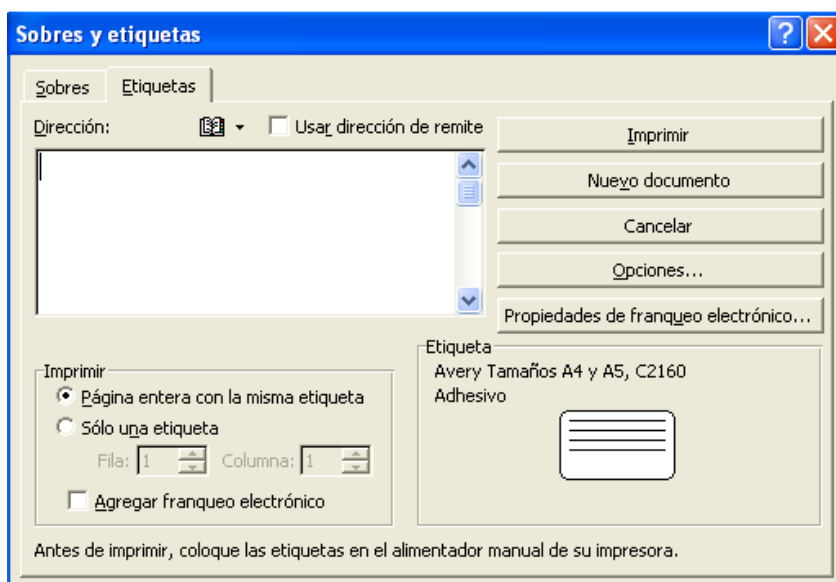 Sobres y etiquetas
Sobres Etiquetas
Dirección: Usar dirección de remite
Imprimir
Nuevo documento
Cancelar
Opciones...
Propiedades de franqueo electrónico...
Imprimir
Página entera con la misma etiqueta
Sólo una etiqueta
Fila: 1 Columna: 1
Agregar franqueo electrónico
Etiqueta
Avery Tamaños A4 y A5, C2160
Adhesivo
Antes de imprimir, coloque las etiquetas en el alimentador manual de su impresora.